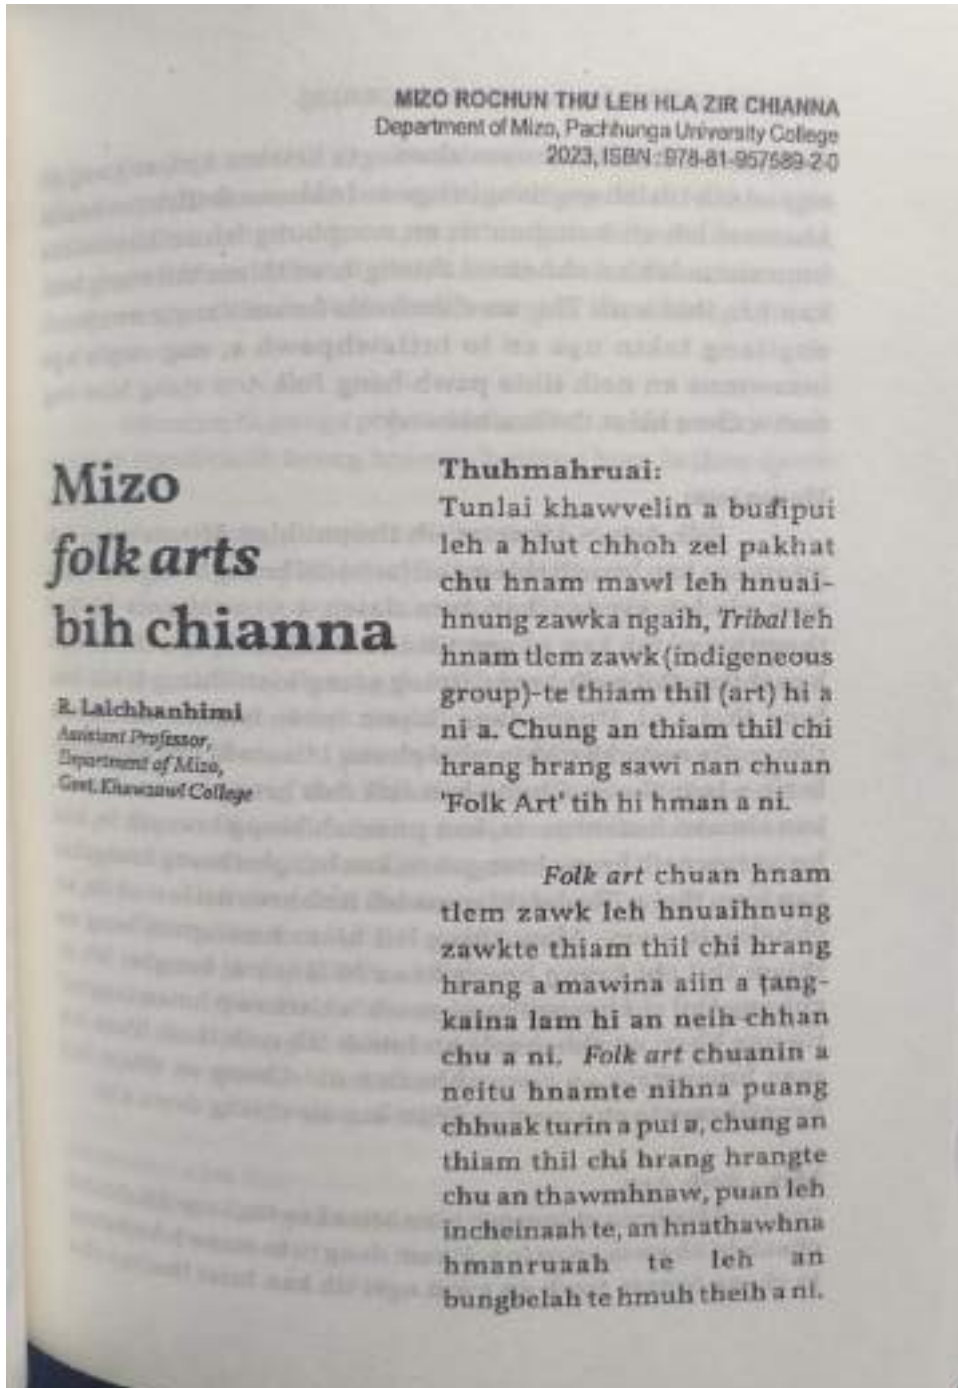 MIZO ROCHUN THU LEH HLA ZIR CHIANNA
Department of Mizo, Pachhunga University College
2023, ISBN : 978-81-957589-2-0
Mizo
folk arts
bih chianna
R. Lalchhanhimi
Assistant Professor,
Department of Mizo,
Govt. Khawzawl College
Thuhmahruai:
Tunlai khawvelin a buaipui
leh a hlut chhoh zel pakhat
chu hnam mawl leh hnuai-
hnung zawka ngaih, Tribal leh
hnam tlem zawk (indigeneous
group)-te thiam thil (art) hi a
ni a. Chung an thiam thil chi
hrang hrang sawi nan chuan
'Folk Art' tih hi hman a ni.
Folk art chuan hnam
tlem zawk leh hnuaihnung
zawkte thiam thil chi hrang
hrang a mawina aiin a ṭang-
kaina lam hi an neih chhan
chu a ni. Folk art chuanin a
neitu hnamte nihna puang
chhuak turin a pui a, chung an
thiam thil chi hrang hrangte
chu an thawmhnaw, puan leh
incheinaah te, an hnathawhna
hmanruaah te leh an
bungbelah te hmuh theih a ni.